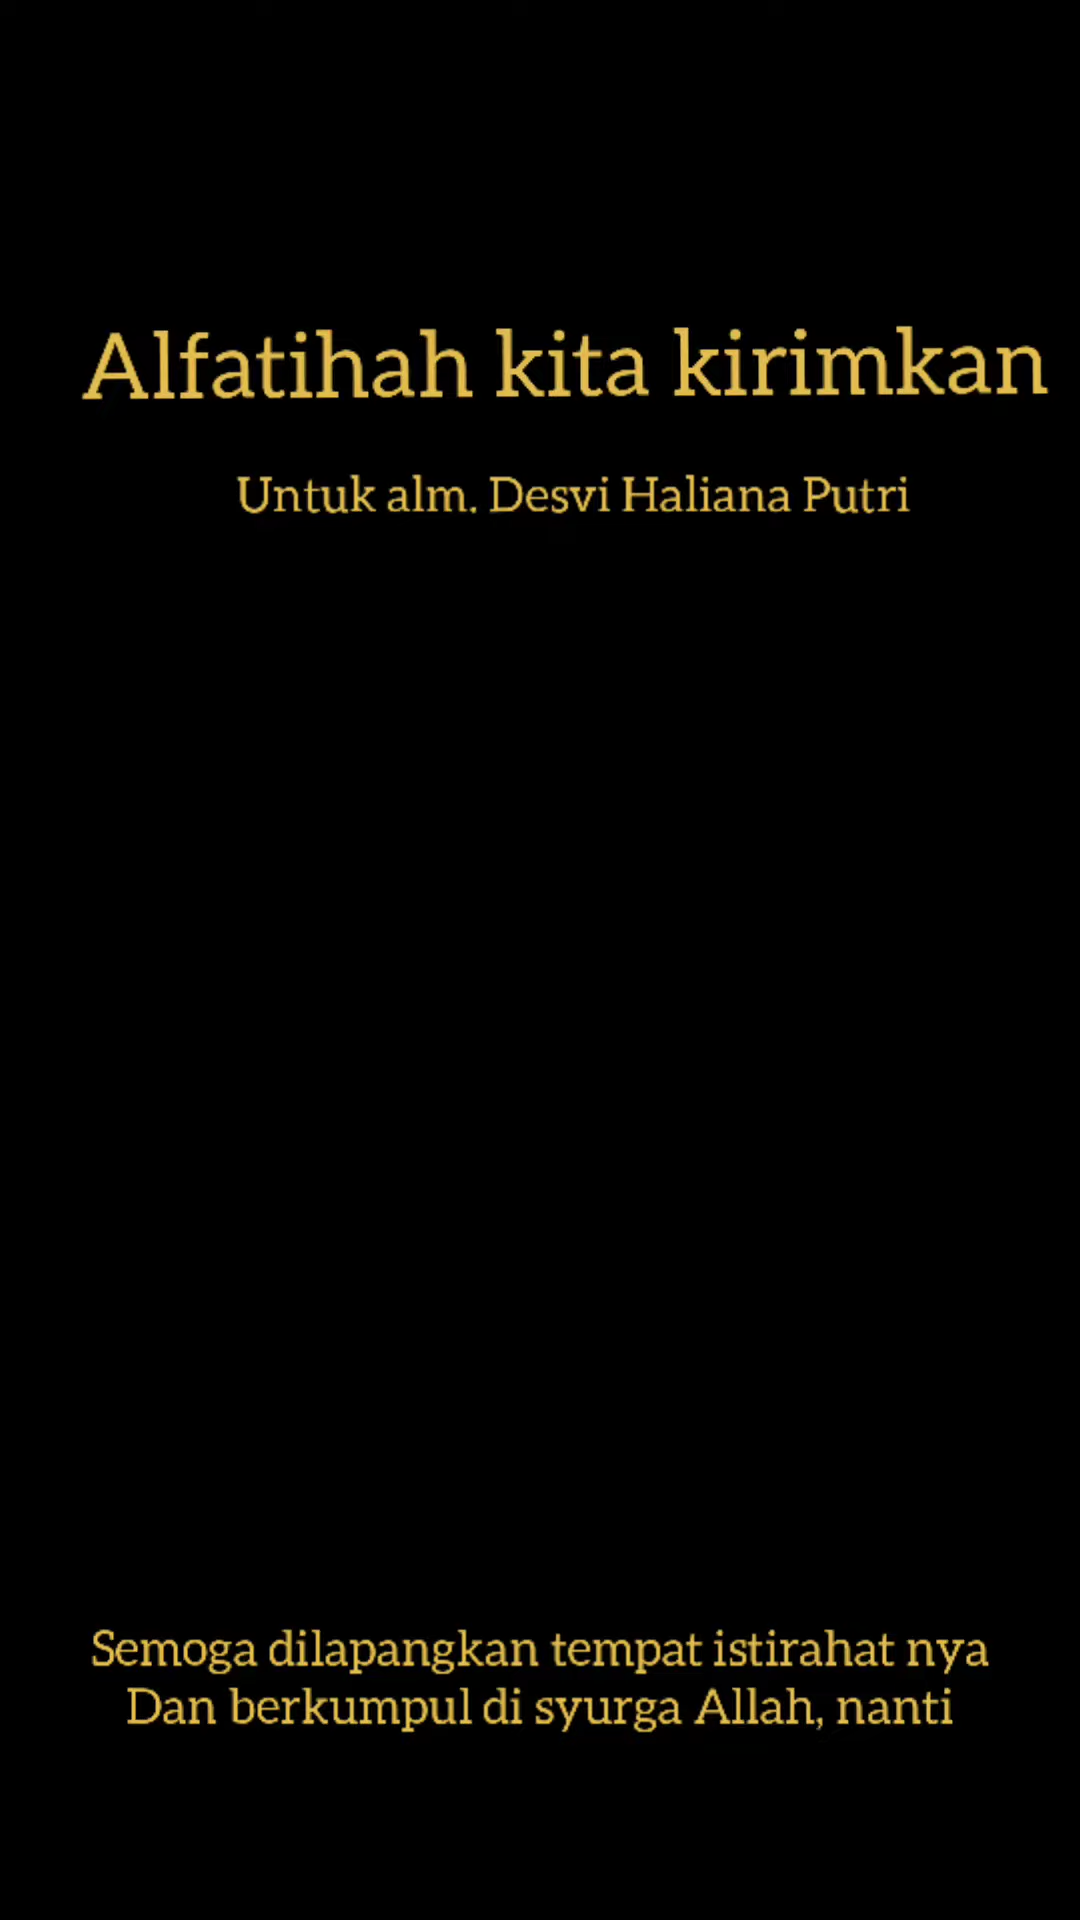 Alfatihah kita kirimkan
Untuk alm. Desvi Haliana Putri
Semoga dilapangkan tempat istirahat nya
Dan berkumpul di syurga Allah, nanti